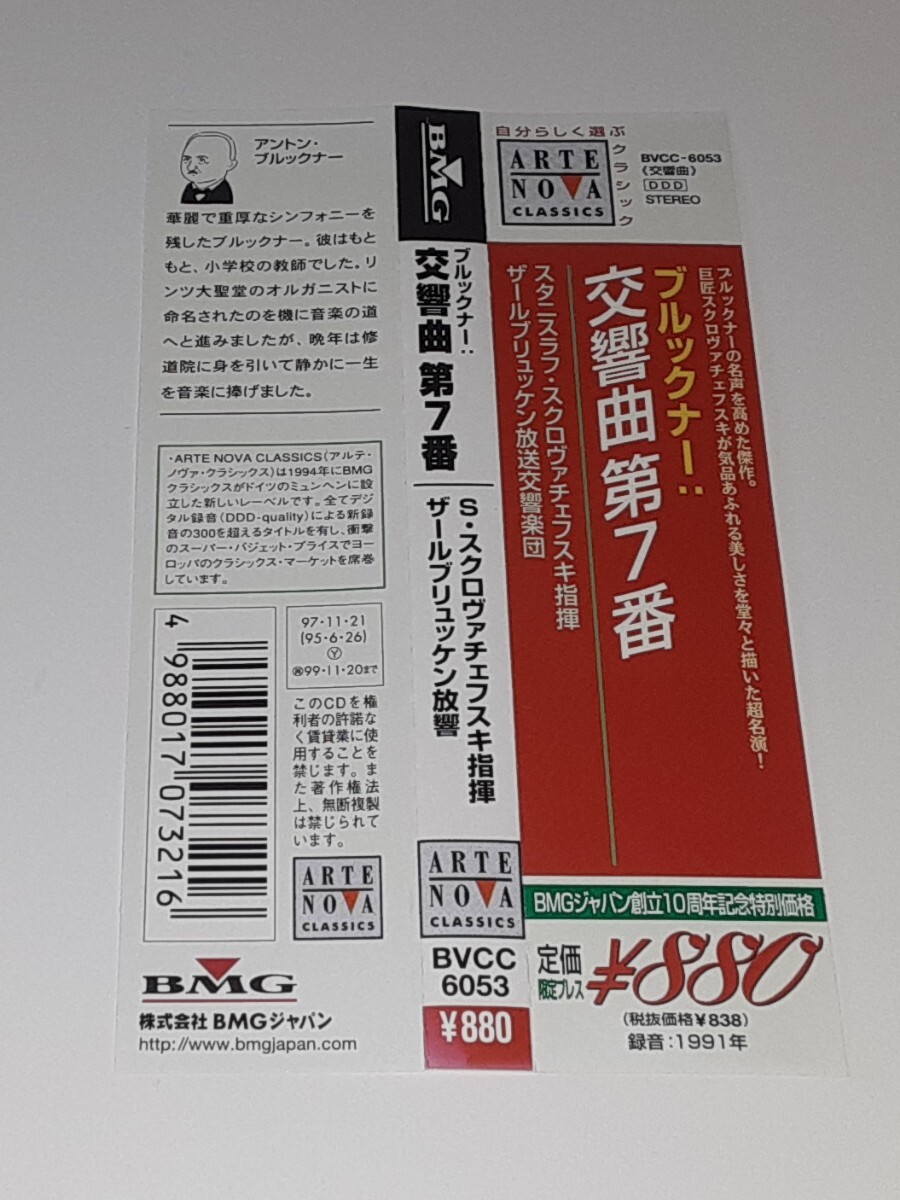 アントン・
ブルックナー
華麗で重厚なシンフォニーを
残したブルックナー。彼はもと
もと、小学校の教師でした。リ
ンツ大聖堂のオルガニストに
命名されたのを機に音楽の道
へと進みましたが、晩年は修
道院に身を引いて静かに一生
を音楽に捧げました。
・ARTE NOVA CLASSICS(アルテ・
ノヴァ・クラシックス)は1994年にBMG
クラシックスがドイツのミュンヘンに設
立した新しいレーベルです。全てデジ
タル録音(DDD-quality)による新録
音の300を超えるタイトルを有し、衝撃
のスーパー・バジェット・プライスでヨー
ロッパのクラシックス・マーケットを席巻
しています。
4 988017 073216
97・11・21
(95・6・26)
Ⓨ
㋘99・11・20まで
このCDを権
利者の許諾な
く賃貸業に使
用することを
禁じます。ま
た著作権法
上、無断複製
は禁じられて
います。
ARTE
NOVA
CLASSICS
BMG
株式会社 BMGジャパン
http://www.bmgjapan.com
BMG
ブルックナー:
交響曲 第7番
S・スクロヴァチェフスキ指揮
ザールブリュッケン放響
ARTE
NOVA
CLASSICS
BVCC
6053
¥880
自分らしく選ぶ
クラシック
ARTE
NOVA
CLASSICS
BVCC-6053
《交響曲》
DDD
STEREO
ブルックナーの名声を高めた傑作。
巨匠スクロヴァチェフスキが気品あふれる美しさを堂々と描いた超名演!
ブルックナー:
交響曲 第7番
スタニスラフ・スクロヴァチェフスキ指揮
ザールブリュッケン放送交響楽団
BMGジャパン創立10周年記念特別価格
定価
限定プレス
¥880
(税抜価格¥838)
録音:1991年